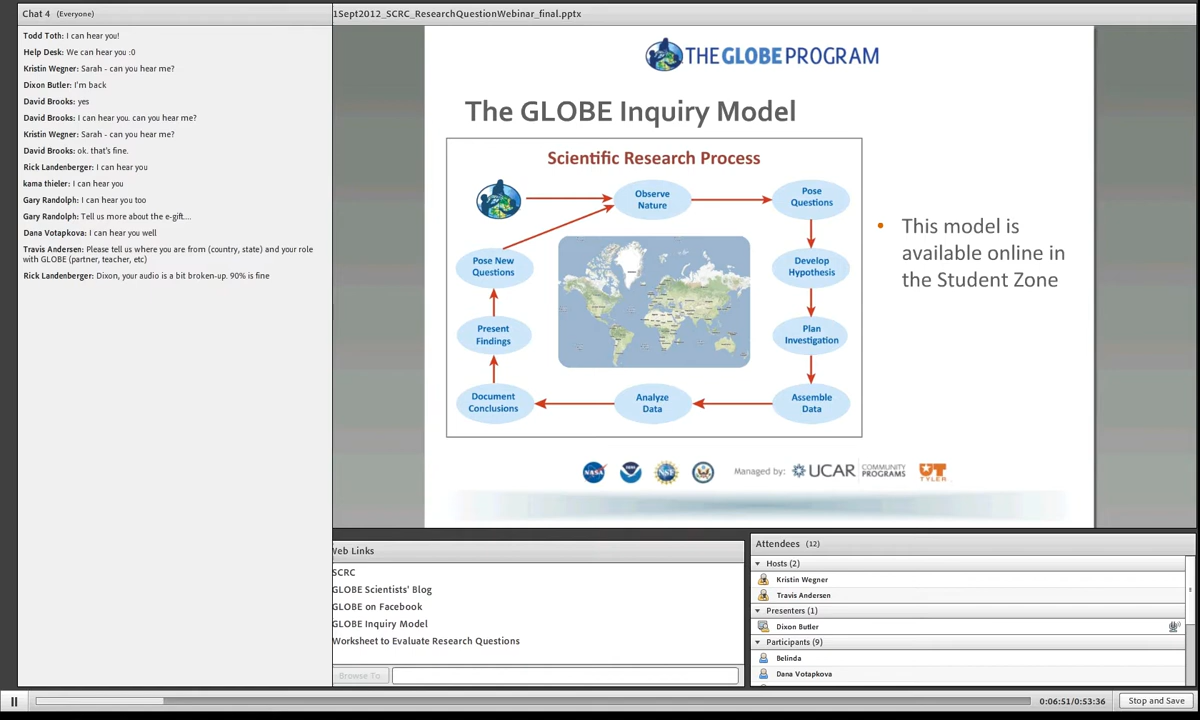 Chat 4 (Everyone)
Todd Toth: I can hear you!
Help Desk: We can hear you :0
Kristin Wegner: Sarah - can you hear me?
Dixon Butler: I'm back
David Brooks: yes
David Brooks: I can hear you. can you hear me?
Kristin Wegner: Sarah - can you hear me?
David Brooks: ok. that's fine.
Rick Landenberger: I can hear you
kama thieler: I can hear you
Gary Randolph: I can hear you too
Gary Randolph: Tell us more about the e-gift....
Dana Votapkova: I can hear you well
Travis Andersen: Please tell us where you are from (country, state) and your role
with GLOBE (partner, teacher, etc)
Rick Landenberger: Dixon, your audio is a bit broken-up. 90% is fine
1Sept2012_SCRC_ResearchQuestionWebinar_final.pptx
THE GLOBE PROGRAM
The GLOBE Inquiry Model
Scientific Research Process
Observe
Nature
Pose
Questions
Develop
Hypothesis
Plan
Investigation
Assemble
Data
Analyze
Data
Document
Conclusions
Present
Findings
Pose New
Questions
• This model is
available online in
the Student Zone
NASA
NSF
Managed by: UCAR COMMUNITY
PROGRAMS
UT
TYLER
Web Links
SCRC
GLOBE Scientists' Blog
GLOBE on Facebook
GLOBE Inquiry Model
Worksheet to Evaluate Research Questions
Browse To
Attendees (12)
Hosts (2)
Kristin Wegner
Travis Andersen
Presenters (1)
Dixon Butler
Participants (9)
Belinda
Dana Votapkova
0:06:51/0:53:36
Stop and Save